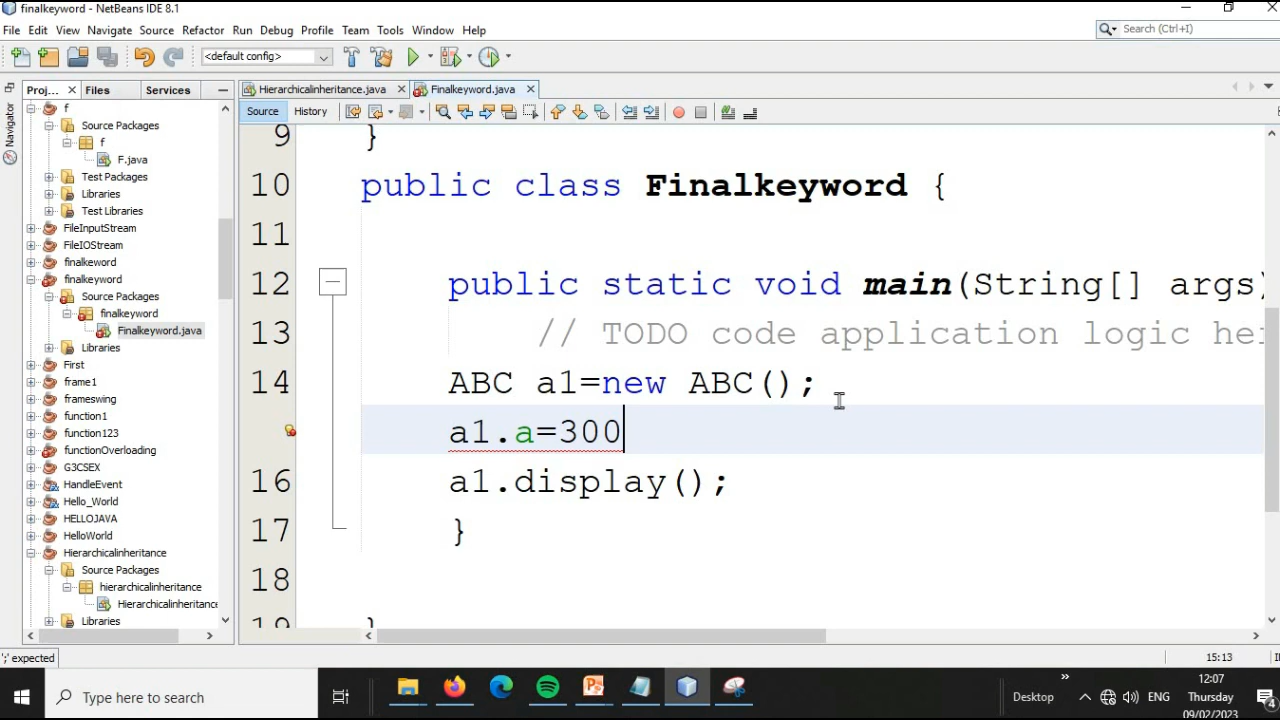 finalkeyword - NetBeans IDE 8.1
File Edit View Navigate Source Refactor Run Debug Profile Team Tools Window Help
Search (Ctrl+I)
<default config>
Proj... Files Services
HierarchicalInheritance.java Finalkeyword.java
Source History
Navigator
f
Source Packages
f
F.java
Test Packages
Libraries
Test Libraries
FileInputStream
FileIOStream
finalkeword
finalkeyword
Source Packages
finalkeyword
Finalkeyword.java
Libraries
First
frame1
frameswing
function1
function123
functionOverloading
G3CSEX
HandleEvent
Hello_World
HELLOJAVA
HelloWorld
HierarchicalInheritance
Source Packages
hierarchicalinheritance
HierarchicalInheritance
Libraries
9 }
10 public class Finalkeyword {
11
12 public static void main(String[] args)
13 // TODO code application logic her
14 ABC a1=new ABC();
a1.a=300
16 a1.display();
17 }
18
19 }
';' expected
15:13
Type here to search
Desktop
ENG
12:07
Thursday
09/02/2023
4